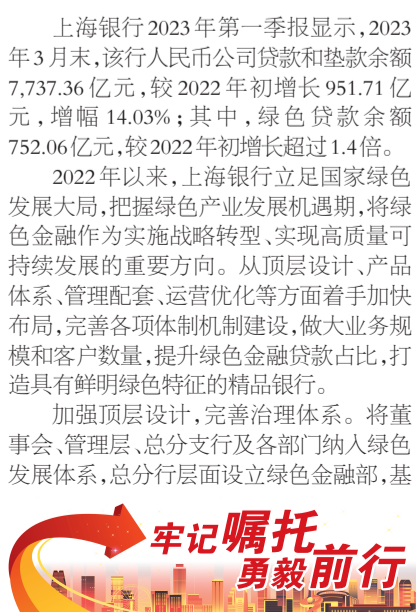 上海银行2023年第一季报显示,2023
年3月末,该行人民币公司贷款和垫款余额
7,737.36亿元,较2022年初增长951.71亿
元,增幅14.03%;其中,绿色贷款余额
752.06亿元,较2022年初增长超过1.4倍。
2022年以来,上海银行立足国家绿色
发展大局,把握绿色产业发展机遇期,将绿
色金融作为实施战略转型、实现高质量可
持续发展的重要方向。从顶层设计、产品
体系、管理配套、运营优化等方面着手加快
布局,完善各项体制机制建设,做大业务规
模和客户数量,提升绿色金融贷款占比,打
造具有鲜明绿色特征的精品银行。
加强顶层设计,完善治理体系。将董
事会、管理层、总分支行及各部门纳入绿色
发展体系,总分行层面设立绿色金融部,基
牢记嘱托
勇毅前行